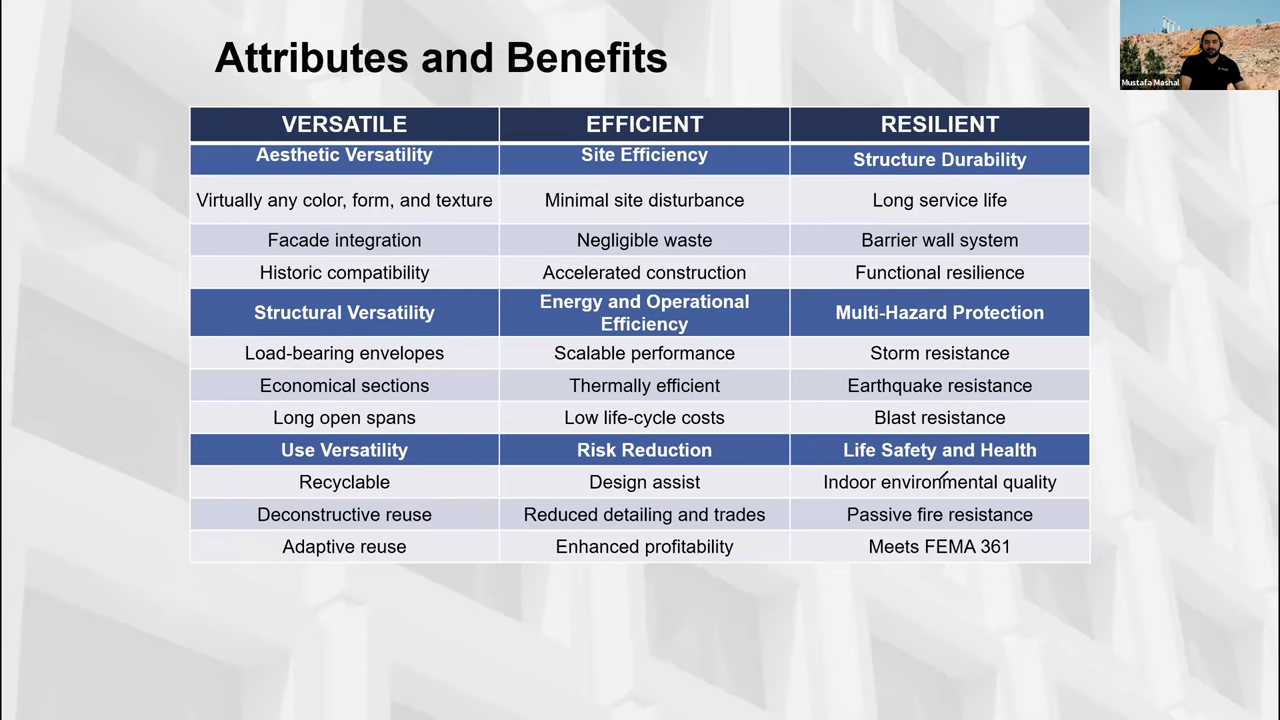 Attributes and Benefits
Mustafa Mashal
VERSATILE EFFICIENT RESILIENT
Aesthetic Versatility Site Efficiency Structure Durability
Virtually any color, form, and texture Minimal site disturbance Long service life
Facade integration Negligible waste Barrier wall system
Historic compatibility Accelerated construction Functional resilience
Structural Versatility Energy and Operational Efficiency Multi-Hazard Protection
Load-bearing envelopes Scalable performance Storm resistance
Economical sections Thermally efficient Earthquake resistance
Long open spans Low life-cycle costs Blast resistance
Use Versatility Risk Reduction Life Safety and Health
Recyclable Design assist Indoor environmental quality
Deconstructive reuse Reduced detailing and trades Passive fire resistance
Adaptive reuse Enhanced profitability Meets FEMA 361